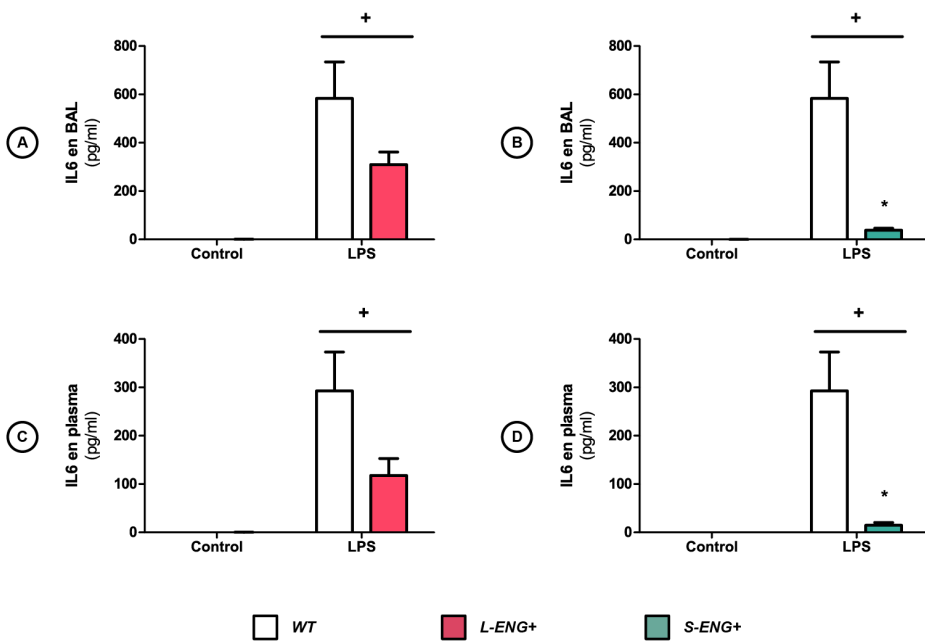 +
800
600
400
200
0
IL6 en BAL
(pg/ml)
A
Control
LPS
+
800
600
400
200
0
IL6 en BAL
(pg/ml)
B
*
Control
LPS
+
400
300
200
100
0
IL6 en plasma
(pg/ml)
C
Control
LPS
+
400
300
200
100
0
IL6 en plasma
(pg/ml)
D
*
Control
LPS
WT
L-ENG+
S-ENG+